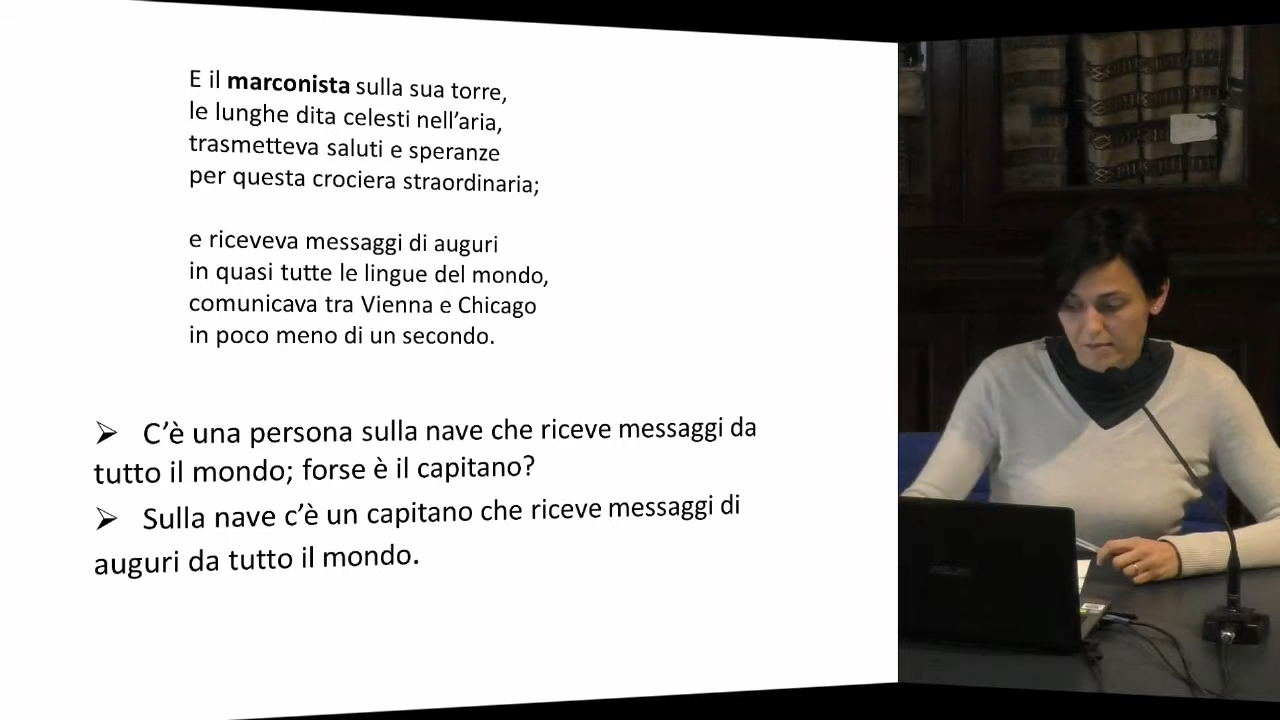 E il marconista sulla sua torre,
le lunghe dita celesti nell’aria,
trasmetteva saluti e speranze
per questa crociera straordinaria;
e riceveva messaggi di auguri
in quasi tutte le lingue del mondo,
comunicava tra Vienna e Chicago
in poco meno di un secondo.
➢ C’è una persona sulla nave che riceve messaggi da
tutto il mondo; forse è il capitano?
➢ Sulla nave c’è un capitano che riceve messaggi di
auguri da tutto il mondo.